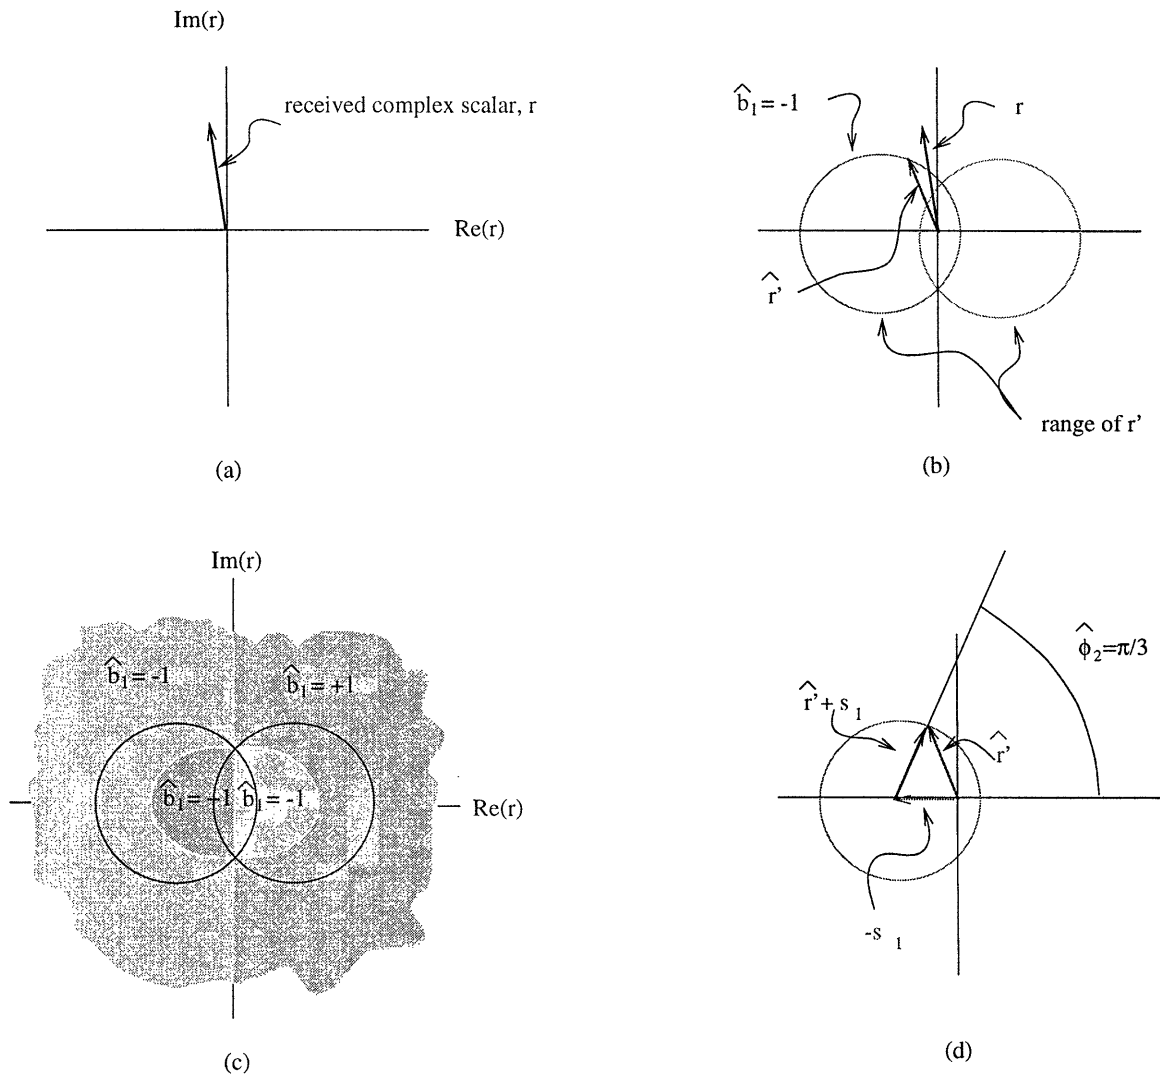 Im(r)
received complex scalar, r
Re(r)
(a)
b̂₁= -1
r
r̂'
range of r'
(b)
Im(r)
b̂₁= -1
b̂₁= +1
b̂₁= +1
b̂₁= -1
Re(r)
(c)
φ̂₂=π/3
r̂'+ s₁
r̂'
-s₁
(d)